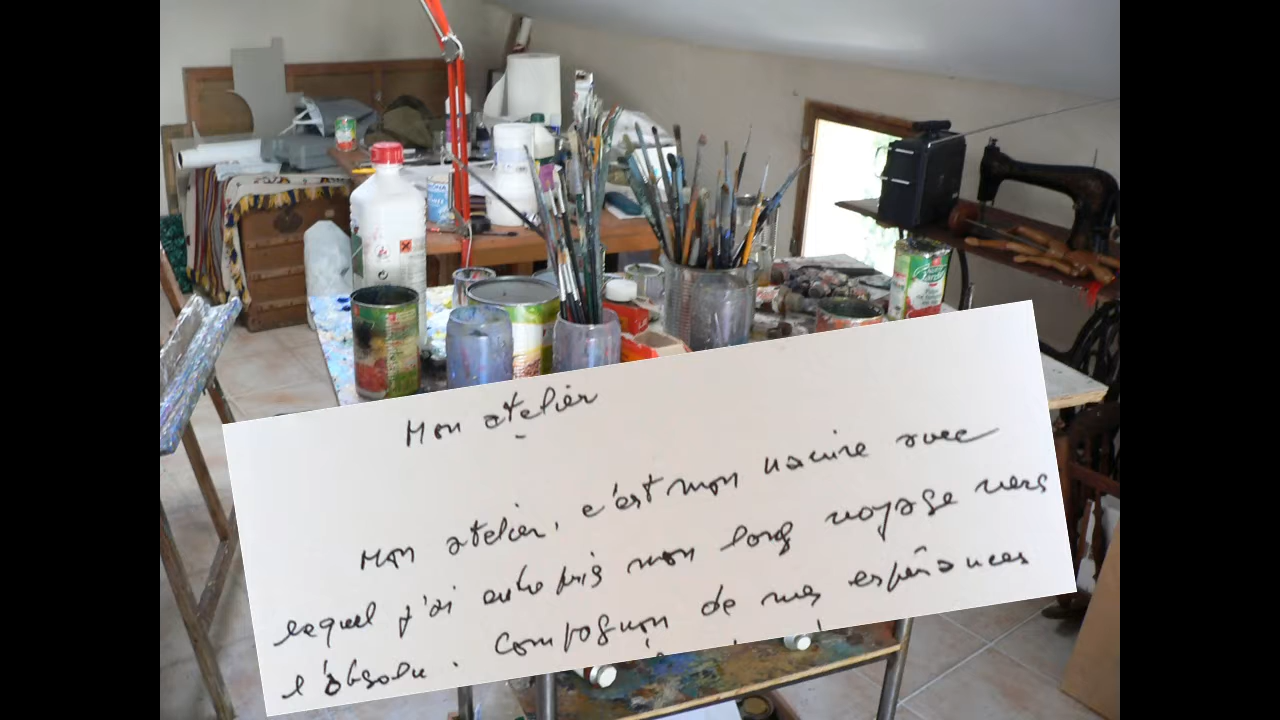 Mon atelier
Mon atelier, c'est mon navire avec
lequel j'ai entrepris mon long voyage vers
l'absolu. Compagnon de mes espérances